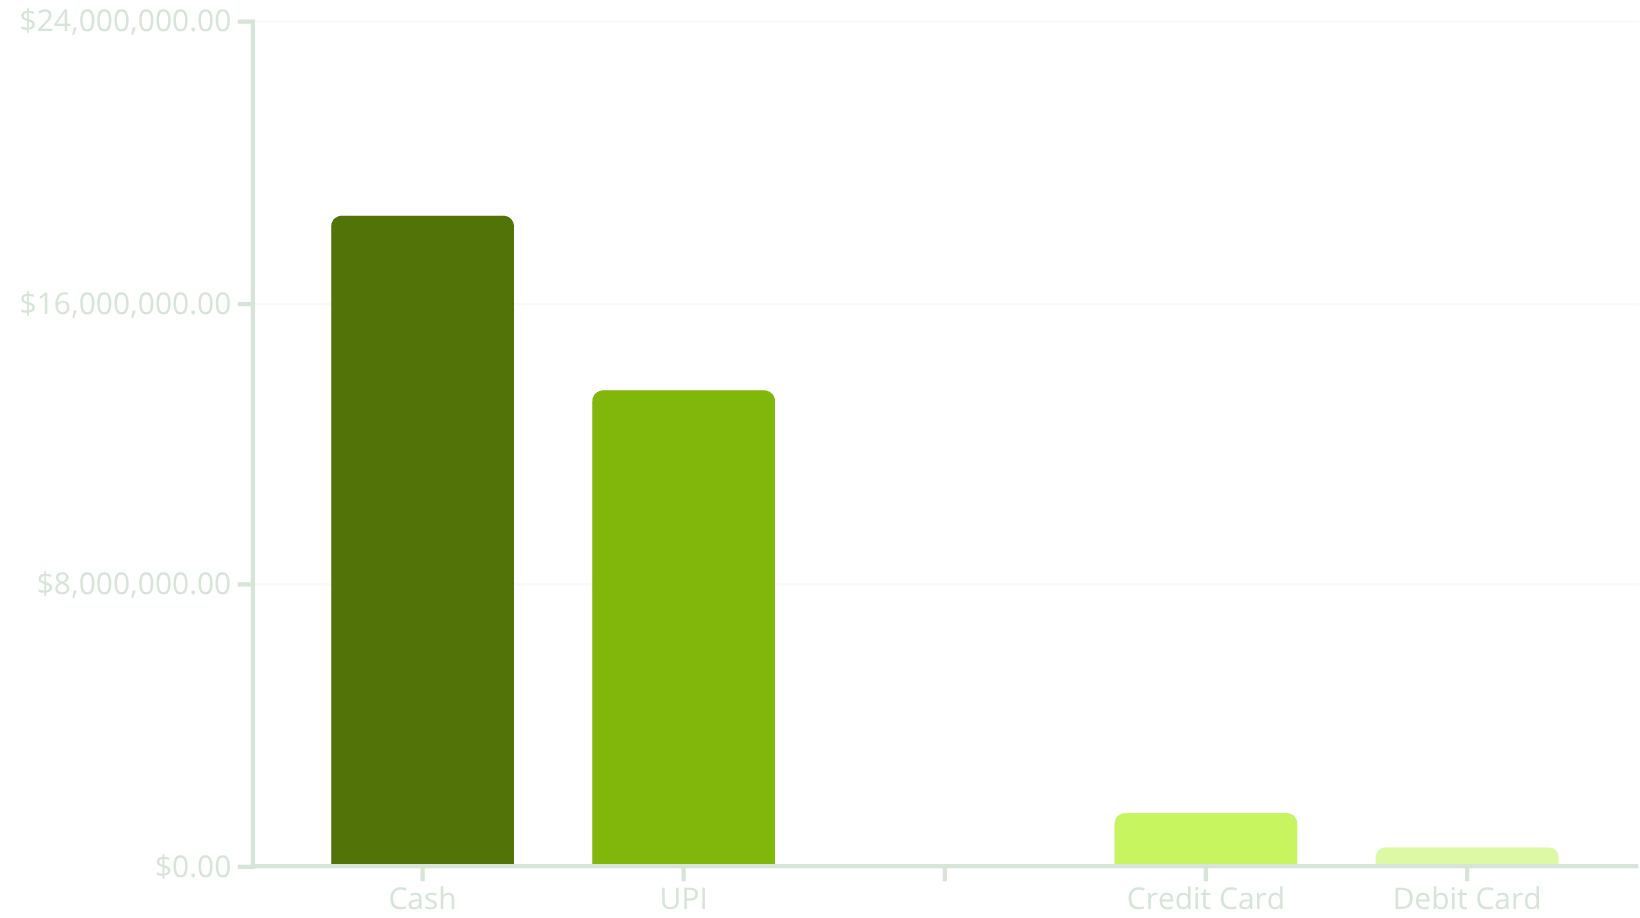 $24,000,000.00
$16,000,000.00
$8,000,000.00
$0.00
Cash
UPI
Credit Card
Debit Card